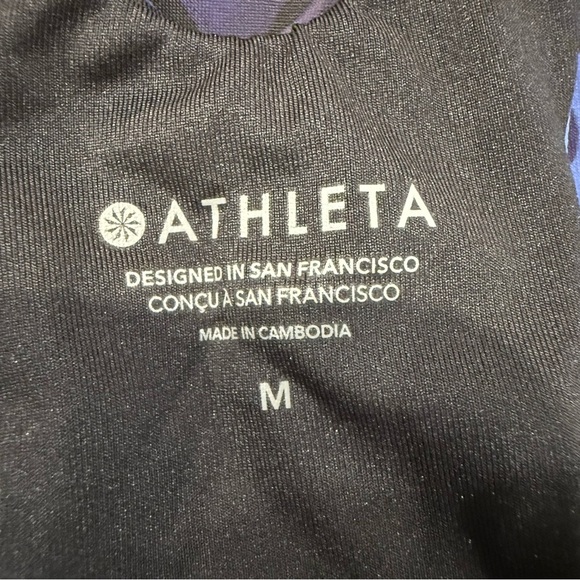 ATHLETA
DESIGNED IN SAN FRANCISCO
CONÇU À SAN FRANCISCO
MADE IN CAMBODIA
M